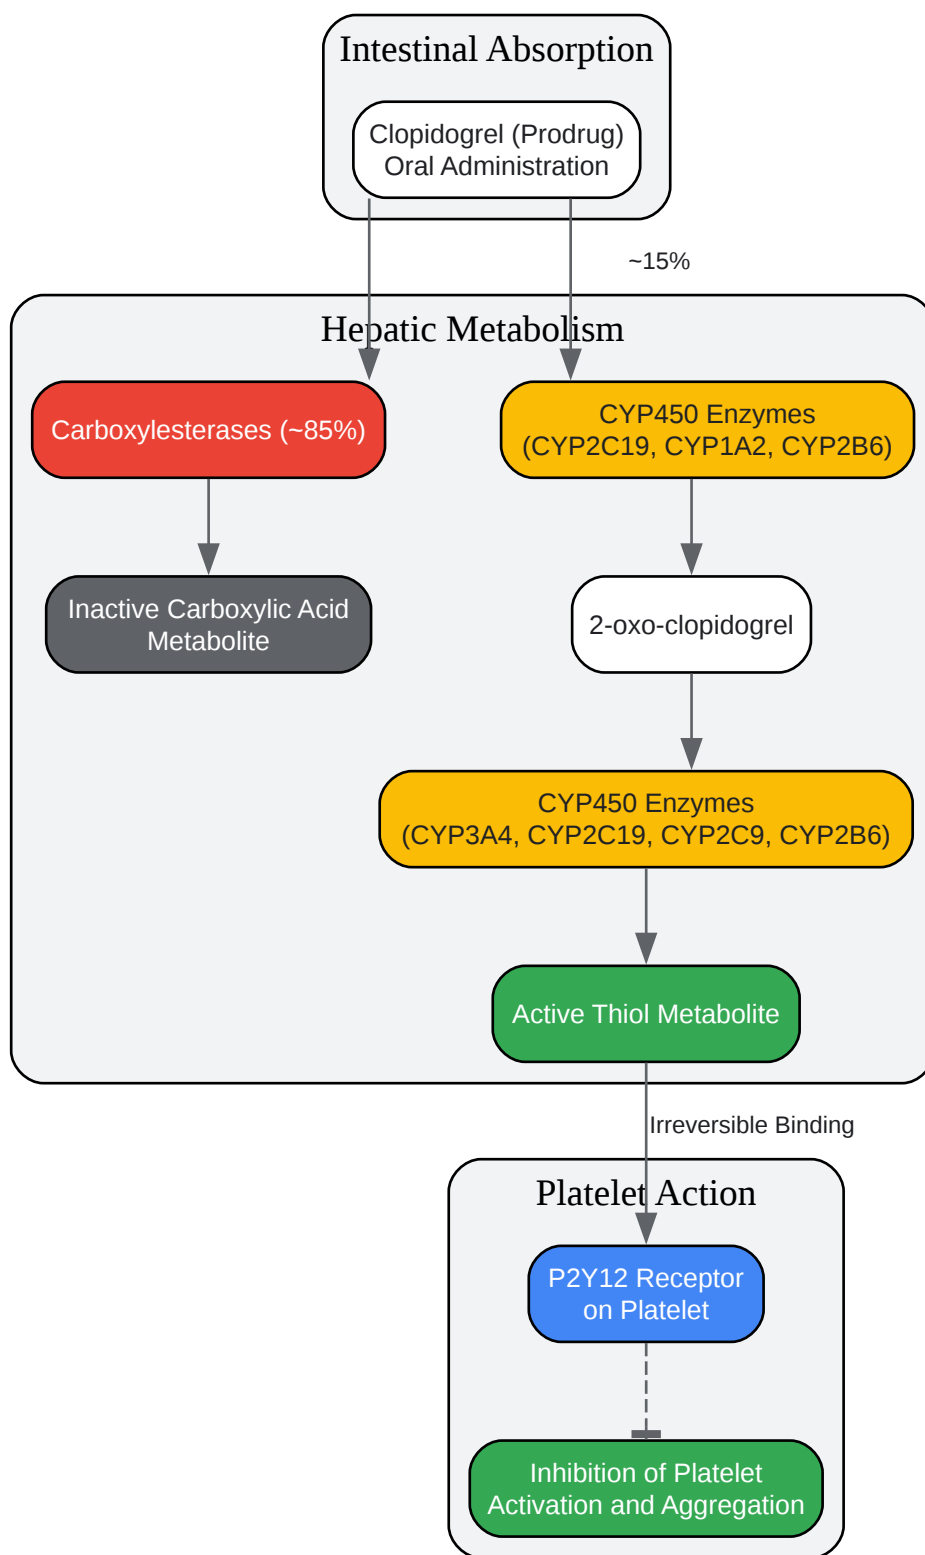 Intestinal Absorption
Clopidogrel (Prodrug)
Oral Administration
~15%
Hepatic Metabolism
Carboxylesterases (~85%)
CYP450 Enzymes
(CYP2C19, CYP1A2, CYP2B6)
Inactive Carboxylic Acid
Metabolite
2-oxo-clopidogrel
CYP450 Enzymes
(CYP3A4, CYP2C19, CYP2C9, CYP2B6)
Active Thiol Metabolite
Irreversible Binding
Platelet Action
P2Y12 Receptor
on Platelet
Inhibition of Platelet
Activation and Aggregation